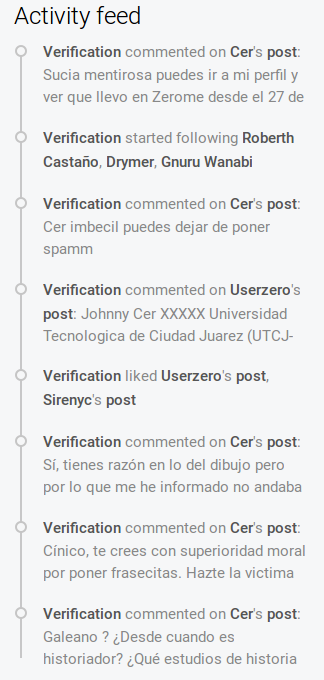 Activity feed
Verification commented on Cer's post:
Sucia mentirosa puedes ir a mi perfil y
ver que llevo en Zerome desde el 27 de
Verification started following Roberth
Castaño, Drymer, Gnuru Wanabi
Verification commented on Cer's post:
Cer imbecil puedes dejar de poner
spamm
Verification commented on Userzero's
post: Johnny Cer XXXXX Universidad
Tecnologica de Ciudad Juarez (UTCJ-
Verification liked Userzero's post,
Sirenyc's post
Verification commented on Cer's post:
Sí, tienes razón en lo del dibujo pero
por lo que me he informado no andaba
Verification commented on Cer's post:
Cínico, te crees con superioridad moral
por poner frasecitas. Hazte la victima
Verification commented on Cer's post:
Galeano ? ¿Desde cuando es
historiador? ¿Qué estudios de historia